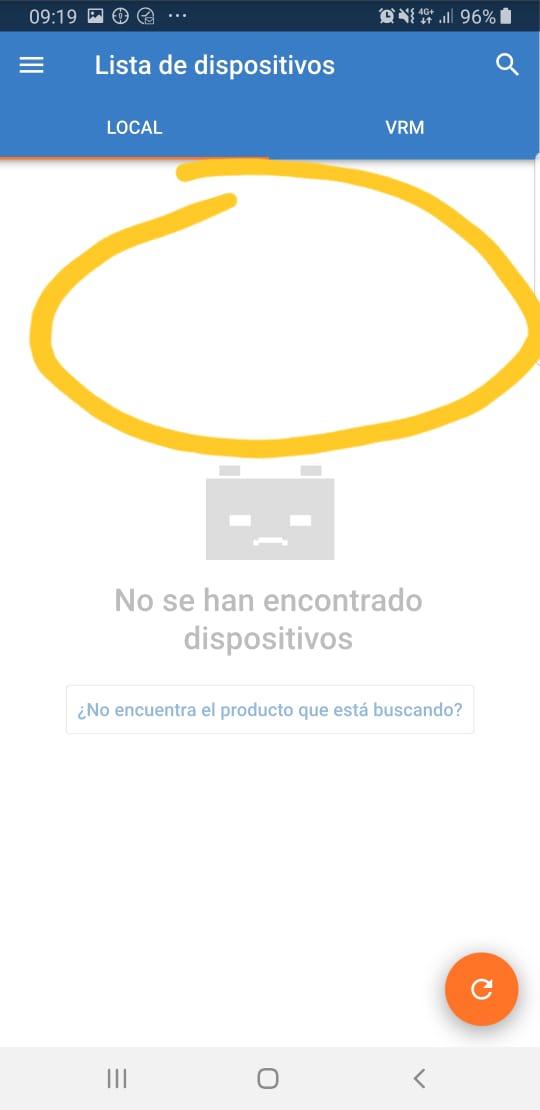 09:19 ... 4G+ 96%
Lista de dispositivos
LOCAL VRM
No se han encontrado
dispositivos
¿No encuentra el producto que está buscando?